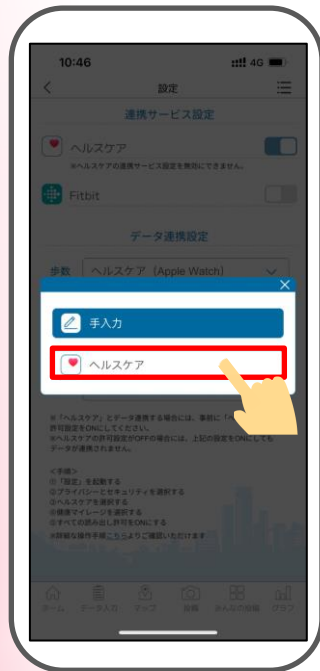 10:46
4G
設定
連携サービス設定
ヘルスケア
※ヘルスケアの連携サービス設定を無効にできません。
Fitbit
データ連携設定
歩数
ヘルスケア (Apple Watch)
手入力
ヘルスケア
※「ヘルスケア」とデータ連携する場合には、事前に「ヘ
許可設定をONにしてください。
※ヘルスケアの許可設定がOFFの場合には、上記の設定をONにしても
データが連携されません。
<手順>
①「設定」を起動する
②プライバシーとセキュリティを選択する
③ヘルスケアを選択する
④健康マイレージを選択する
⑤すべての読み出し許可をONにする
※詳細な操作手順こちらよりご確認いただけます
ホーム
データ入力
マップ
投稿
みんなの投稿
グラフ